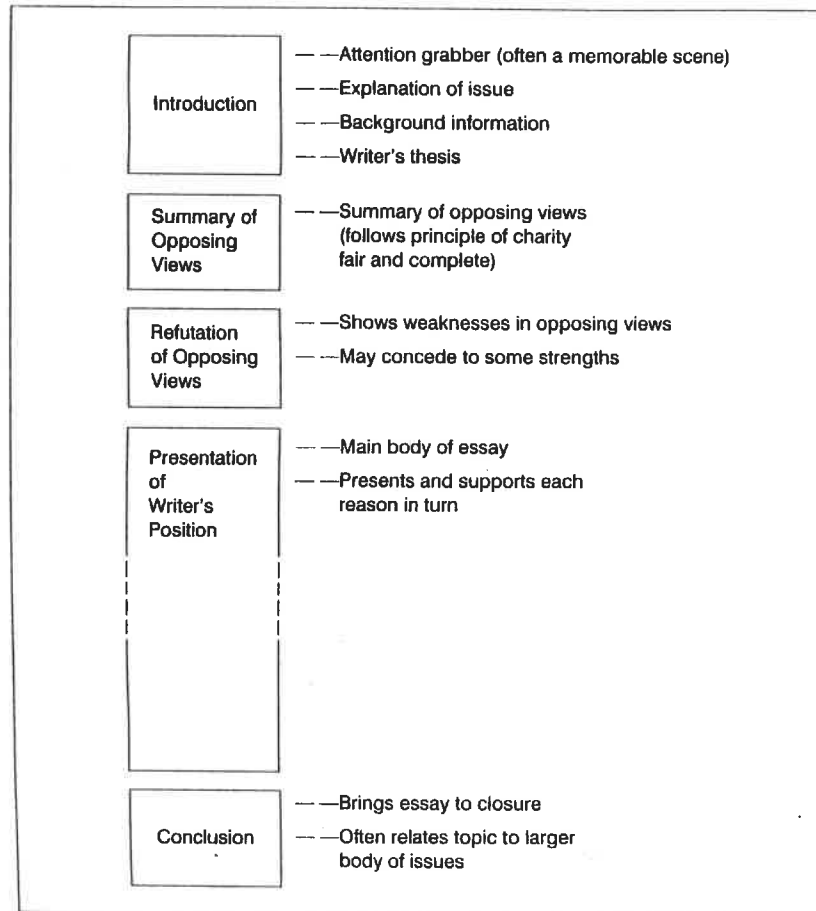 Introduction
— —Attention grabber (often a memorable scene)
— —Explanation of issue
— —Background information
— —Writer's thesis
Summary of
Opposing
Views
— —Summary of opposing views
(follows principle of charity
fair and complete)
Refutation
of Opposing
Views
— —Shows weaknesses in opposing views
— —May concede to some strengths
Presentation
of
Writer's
Position
— —Main body of essay
— —Presents and supports each
reason in turn
Conclusion
— —Brings essay to closure
— —Often relates topic to larger
body of issues